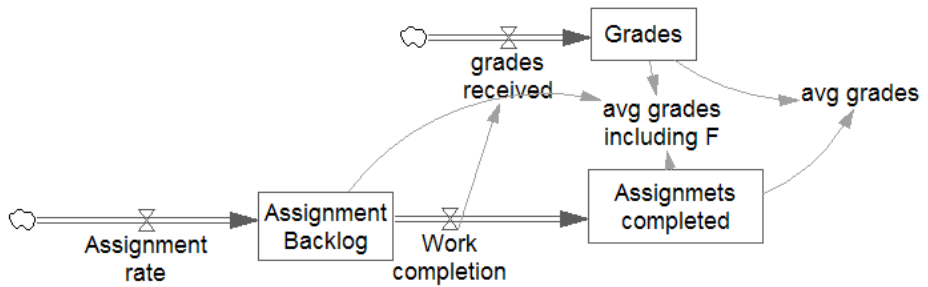 Grades
grades
received
avg grades
including F
avg grades
Assignment
Backlog
Assignmets
completed
Assignment
rate
Work
completion